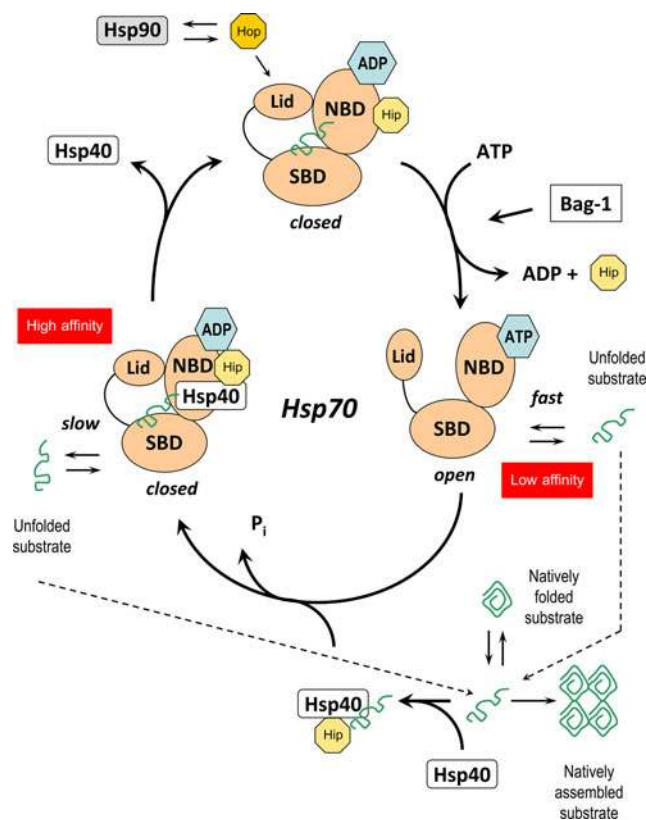 Hsp90
Hop
ADP
Lid
NBD
Hip
SBD
closed
Hsp40
ATP
Bag-1
ADP + Hip
High affinity
ADP
Lid
NBD
Hip
Hsp40
SBD
closed
slow
Unfolded
substrate
Hsp70
Lid
ATP
NBD
SBD
open
fast
Unfolded
substrate
Low affinity
Pi
Natively
folded
substrate
Hsp40
Hip
Hsp40
Natively
assembled
substrate